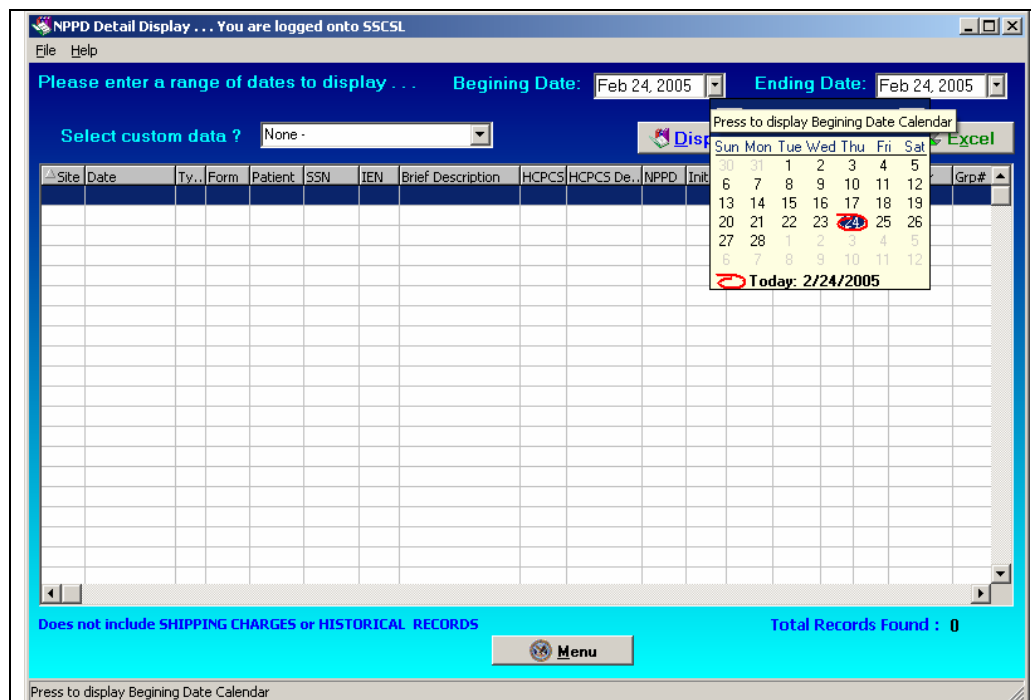 NPPD Detail Display . . . You are logged onto SSCSL
File Help
Please enter a range of dates to display . . . Begining Date: Feb 24, 2005 Ending Date: Feb 24, 2005
Press to display Begining Date Calendar
Select custom data ? None - Disp Excel
Sun Mon Tue Wed Thu Fri Sat
30 31 1 2 3 4 5
Site Date Ty.. Form Patient SSN IEN Brief Description HCPCS HCPCS De.. NPPD Init Grp#
6 7 8 9 10 11 12
13 14 15 16 17 18 19
20 21 22 23 24 25 26
27 28 1 2 3 4 5
6 7 8 9 10 11 12
Today: 2/24/2005
Does not include SHIPPING CHARGES or HISTORICAL RECORDS Total Records Found : 0
Menu
Press to display Begining Date Calendar